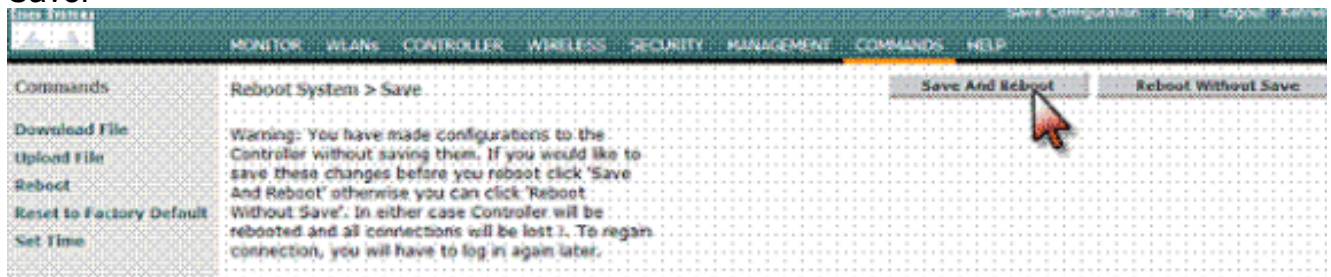 Save.
Cisco Systems
Save Configuration Ping Logout Refresh
MONITOR WLANs CONTROLLER WIRELESS SECURITY MANAGEMENT COMMANDS HELP
Commands
Download File
Upload File
Reboot
Reset to Factory Default
Set Time
Reboot System > Save
Save And Reboot
Reboot Without Save
Warning: You have made configurations to the
Controller without saving them. If you would like to
save these changes before you reboot click 'Save
And Reboot' otherwise you can click 'Reboot
Without Save'. In either case Controller will be
rebooted and all connections will be lost !. To regain
connection, you will have to log in again later.